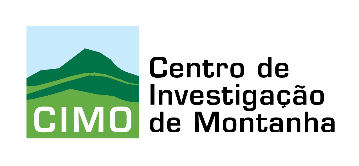 CIMO
Centro de
Investigação
de Montanha